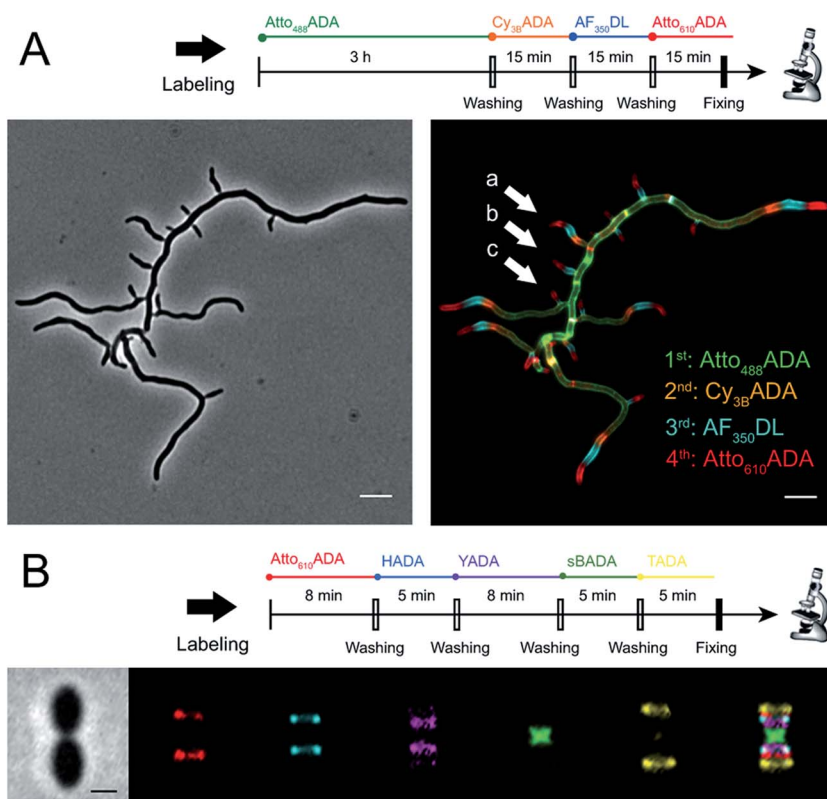 A
Atto488ADA Cy3BADA AF350DL Atto610ADA
3 h 15 min 15 min 15 min
Labeling
Washing Washing Washing Fixing
a
b
c
1st: Atto488ADA
2nd: Cy3BADA
3rd: AF350DL
4th: Atto610ADA
B
Atto610ADA HADA YADA sBADA TADA
8 min 5 min 8 min 5 min 5 min
Labeling
Washing Washing Washing Washing Fixing